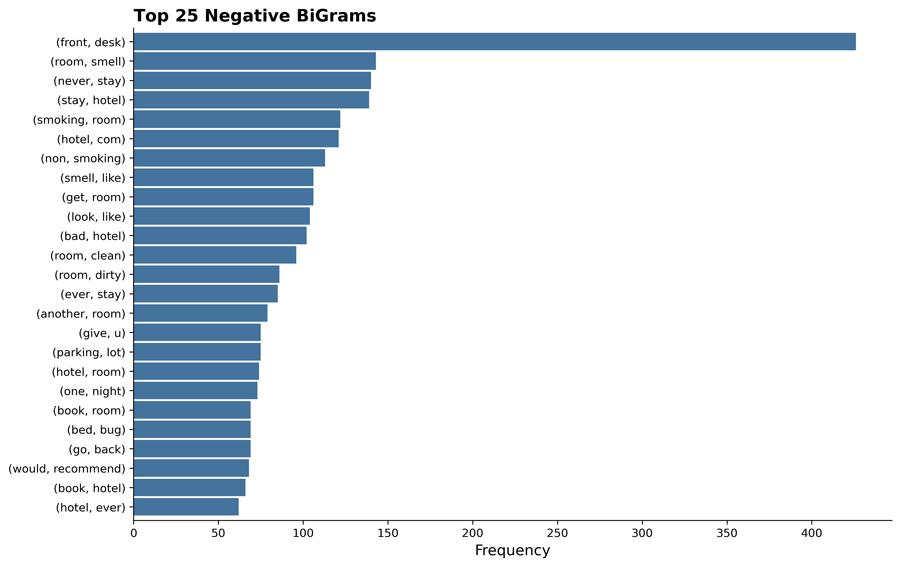 Top 25 Negative BiGrams
(front, desk)
(room, smell)
(never, stay)
(stay, hotel)
(smoking, room)
(hotel, com)
(non, smoking)
(smell, like)
(get, room)
(look, like)
(bad, hotel)
(room, clean)
(room, dirty)
(ever, stay)
(another, room)
(give, u)
(parking, lot)
(hotel, room)
(one, night)
(book, room)
(bed, bug)
(go, back)
(would, recommend)
(book, hotel)
(hotel, ever)
0 50 100 150 200 250 300 350 400
Frequency